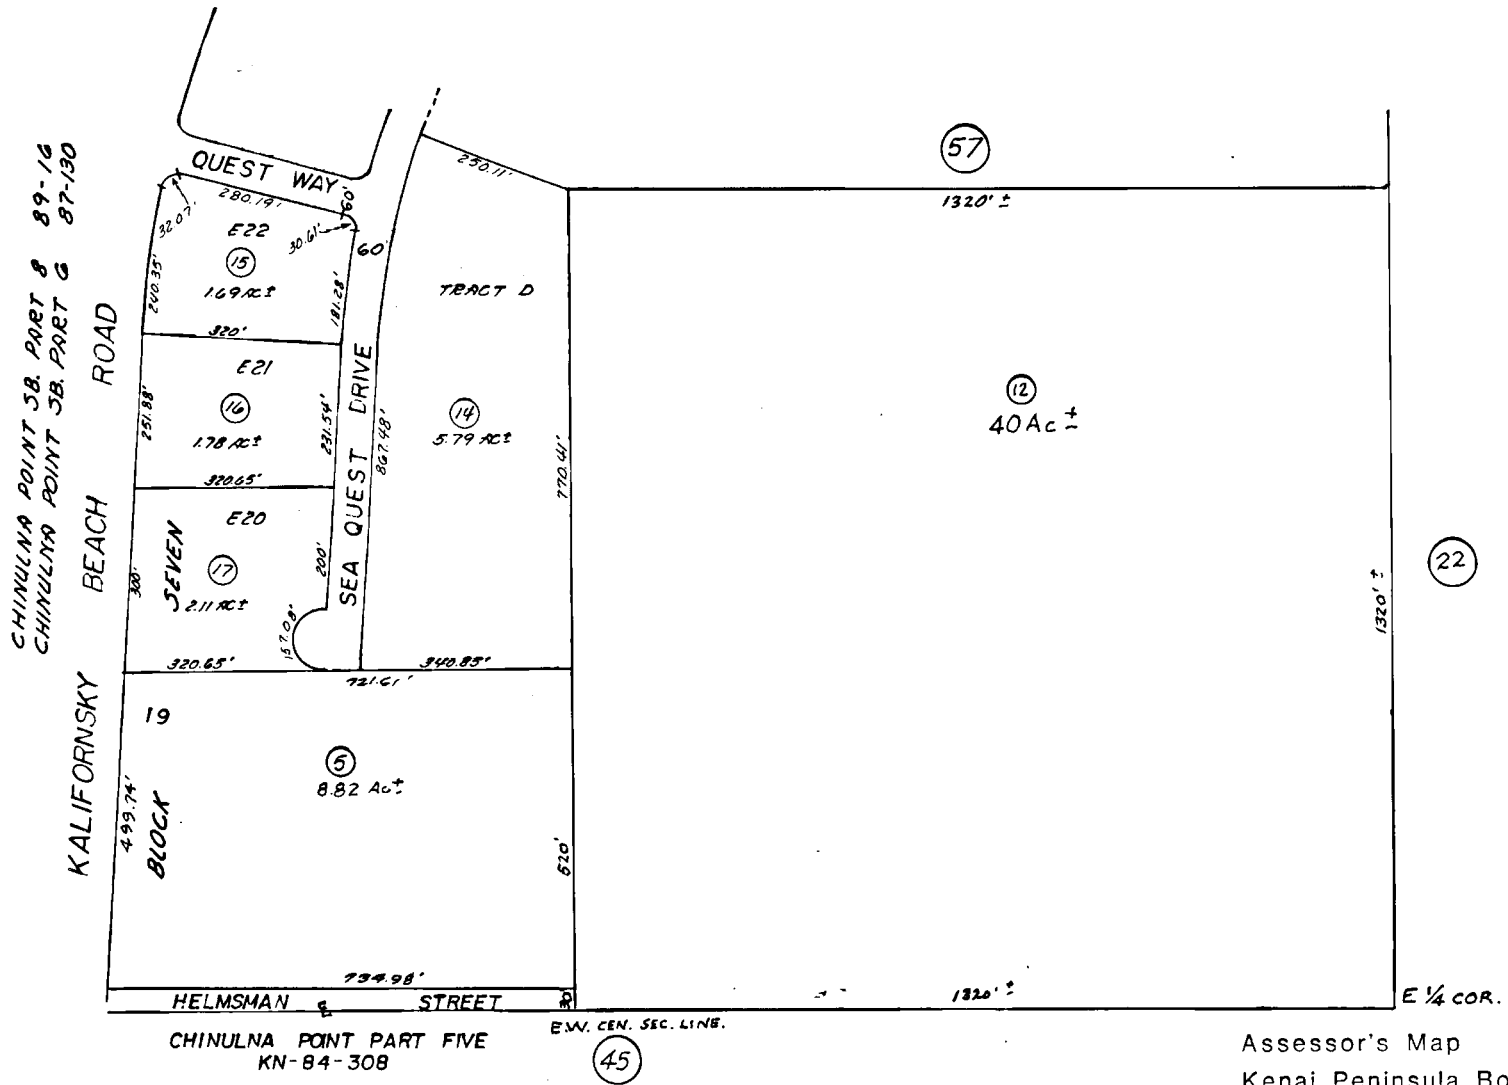 CHINULNA POINT SB. PART 8 89-16
CHINULNA POINT SB. PART 6 87-130
KALIFORNSKY BEACH ROAD
QUEST WAY
60'
280.19'
32.07'
30.61'
E22
15
1.69 AC±
240.35'
181.28'
320'
60'
E21
16
1.78 AC±
251.88'
231.54'
320.65'
E20
17
2.11 AC±
300'
200'
157.08'
320.65'
SEVEN
BLOCK
SEA QUEST DRIVE
867.48'
250.11'
TRACT D
14
5.79 AC±
770.41'
340.85'
721.61'
19
5
8.82 Ac±
499.74'
520'
734.98'
HELMSMAN ℄ STREET
30'
CHINULNA POINT PART FIVE
KN-84-308
E.W. CEN. SEC. LINE.
45
57
1320'±
12
40 Ac±
1320'±
22
1320'±
E 1/4 COR.
Assessor's Map
Kenai Peninsula Bo